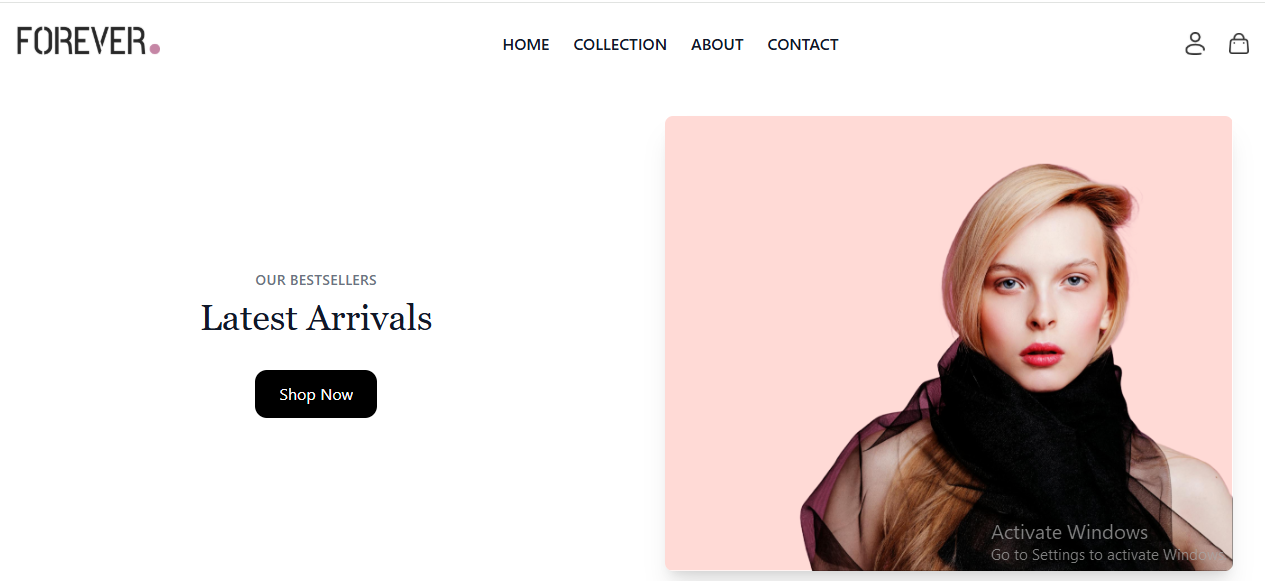 FOREVER.
HOME COLLECTION ABOUT CONTACT
OUR BESTSELLERS
Latest Arrivals
Shop Now
Activate Windows
Go to Settings to activate Windows.